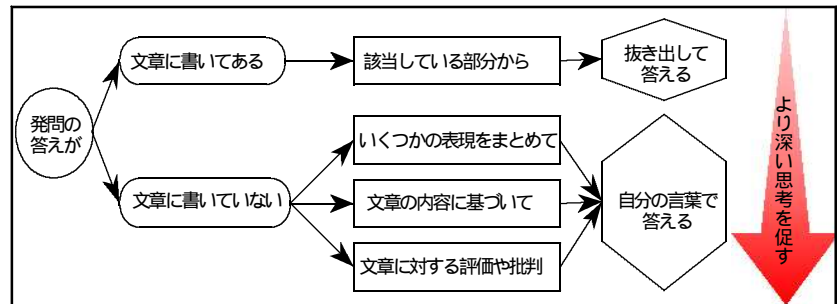 発問の
答えが
文章に書いてある
該当している部分から
抜き出して
答える
文章に書いていない
いくつかの表現をまとめて
文章の内容に基づいて
文章に対する評価や批判
自分の言葉で
答える
より深い思考を促す